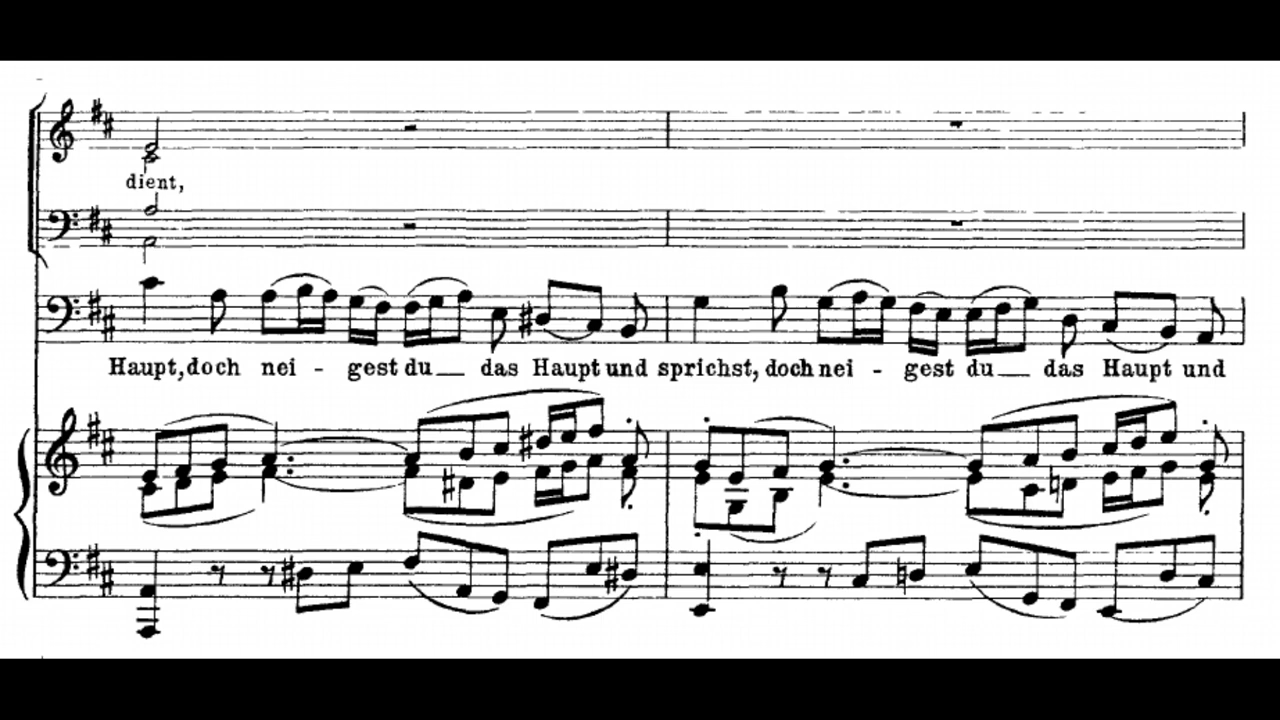 dient,
Haupt, doch nei - gest du das Haupt und sprichst, doch nei - gest du das Haupt und